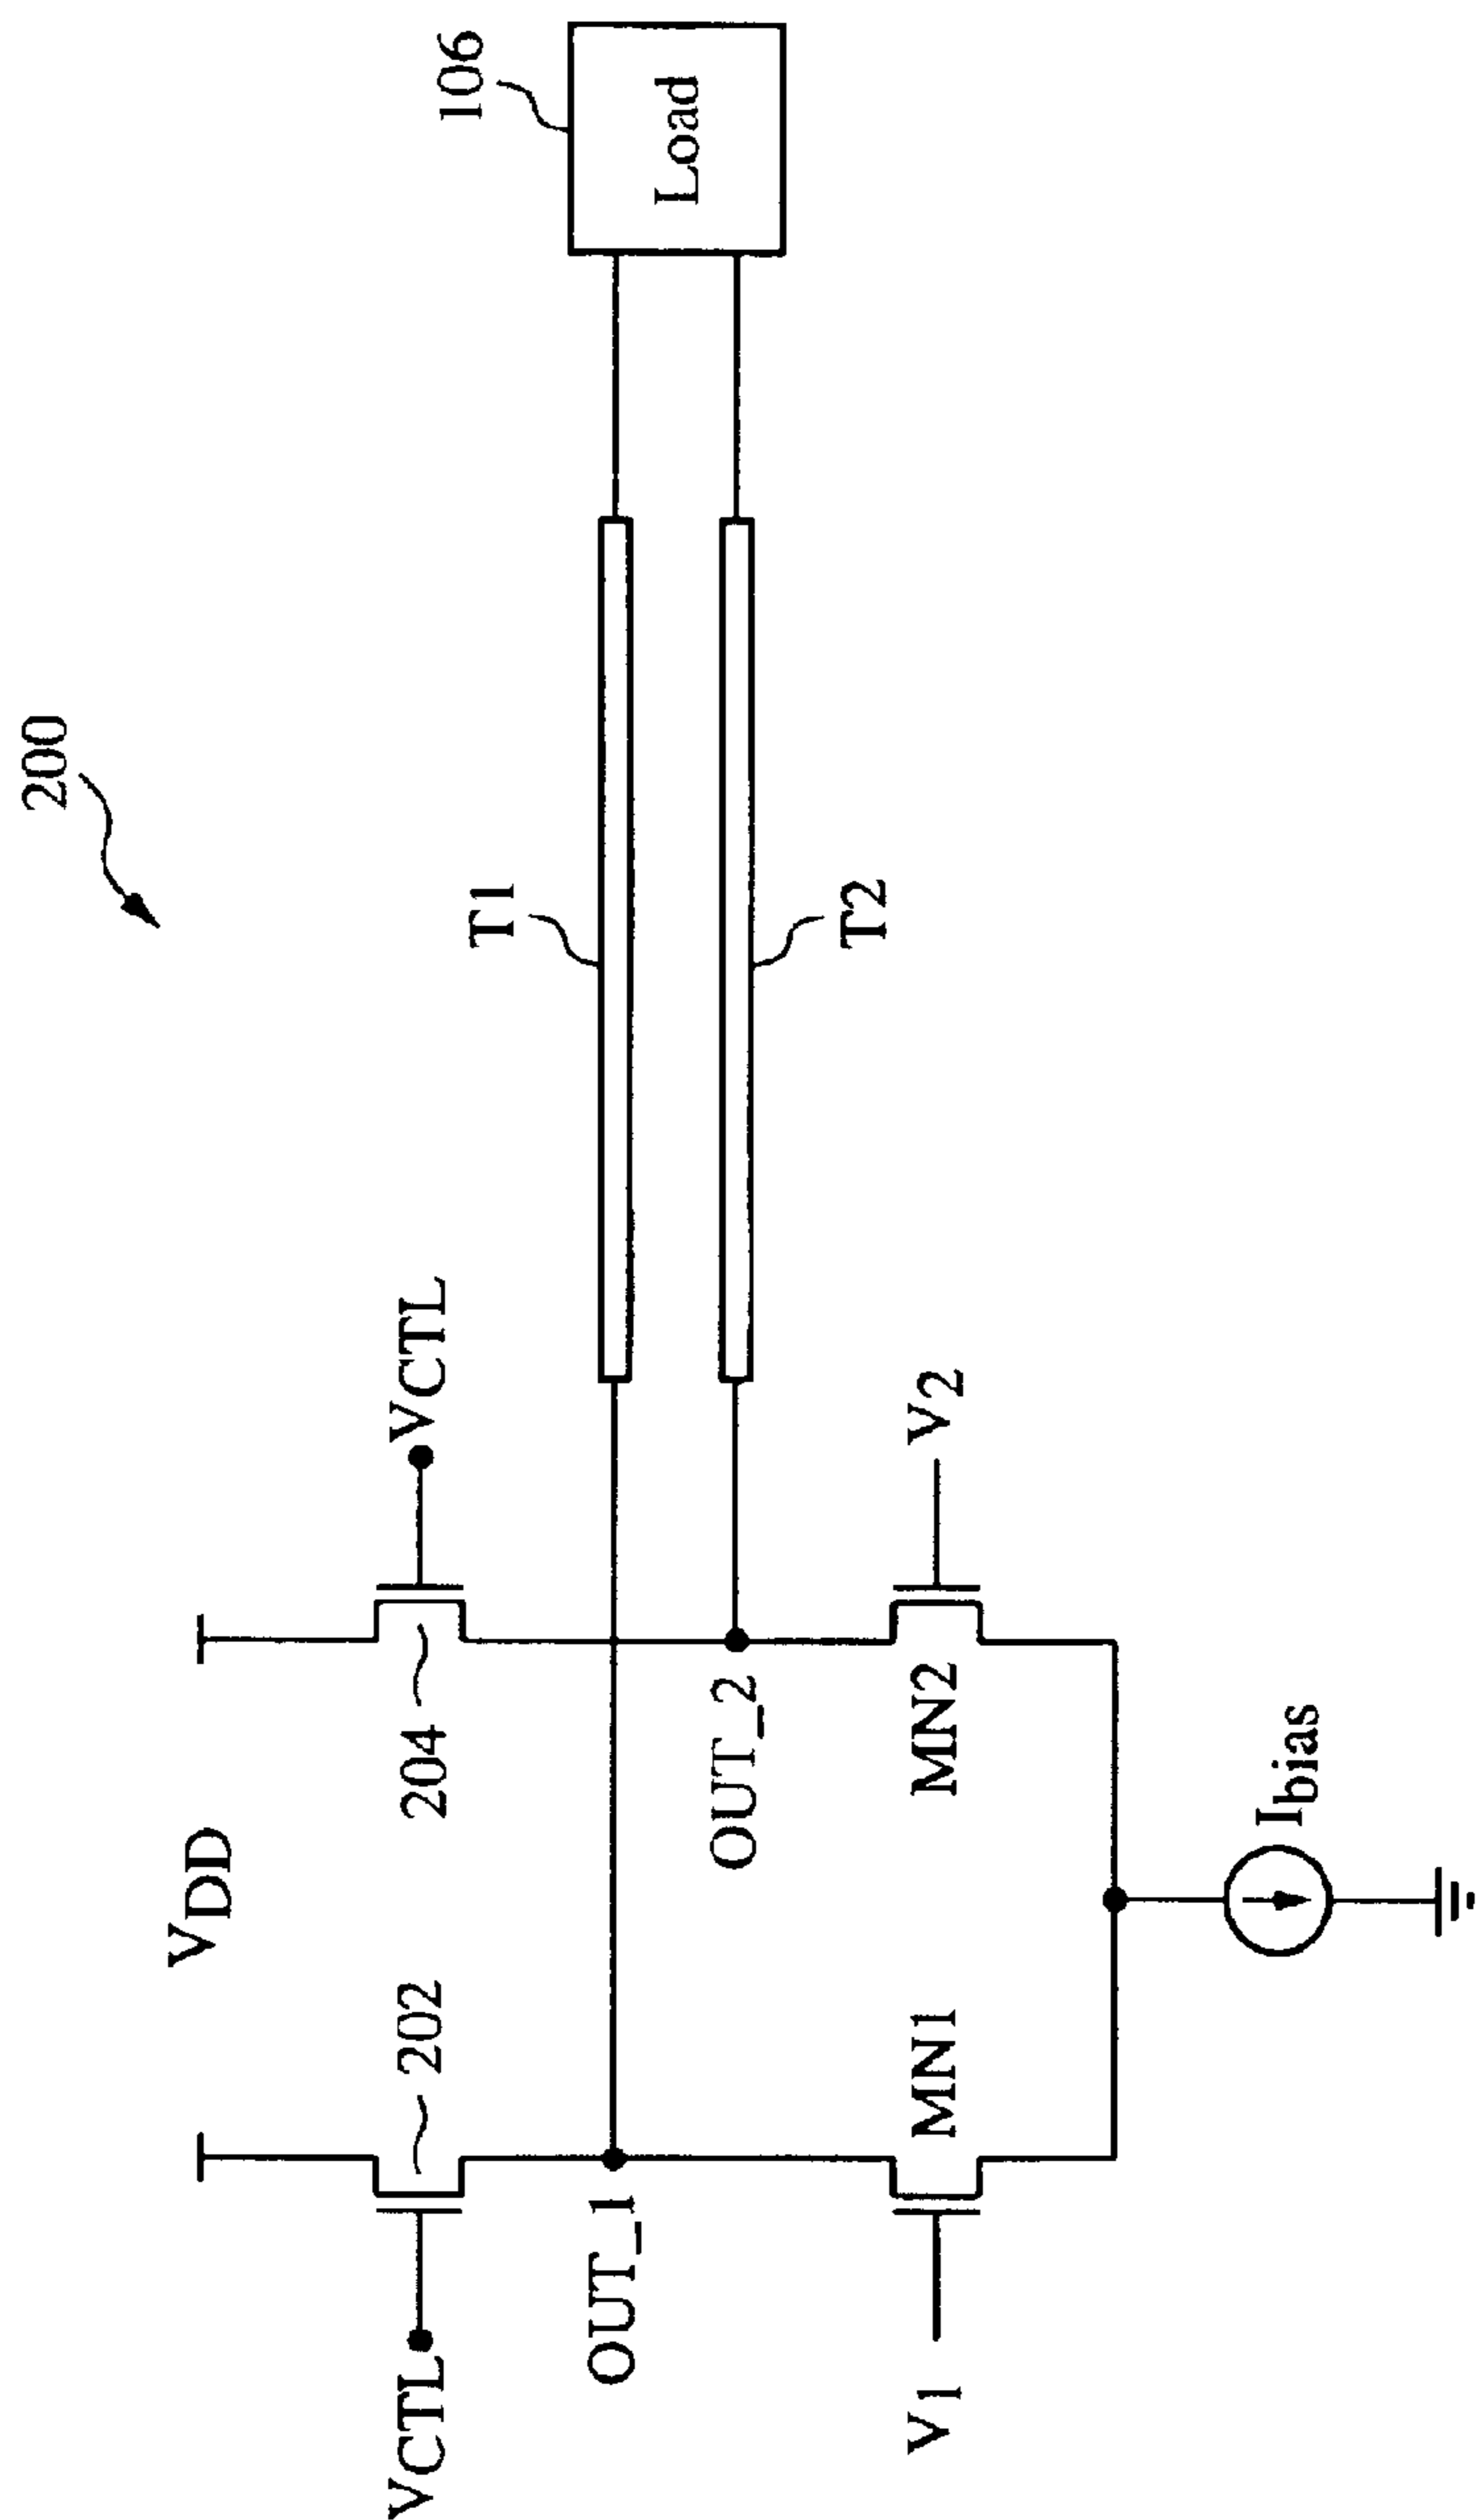 200
VDD
VCTL
202
204
VCTL
T1
106
Load
OUT_1
OUT_2
T2
V1
MN1
MN2
V2
Ibias